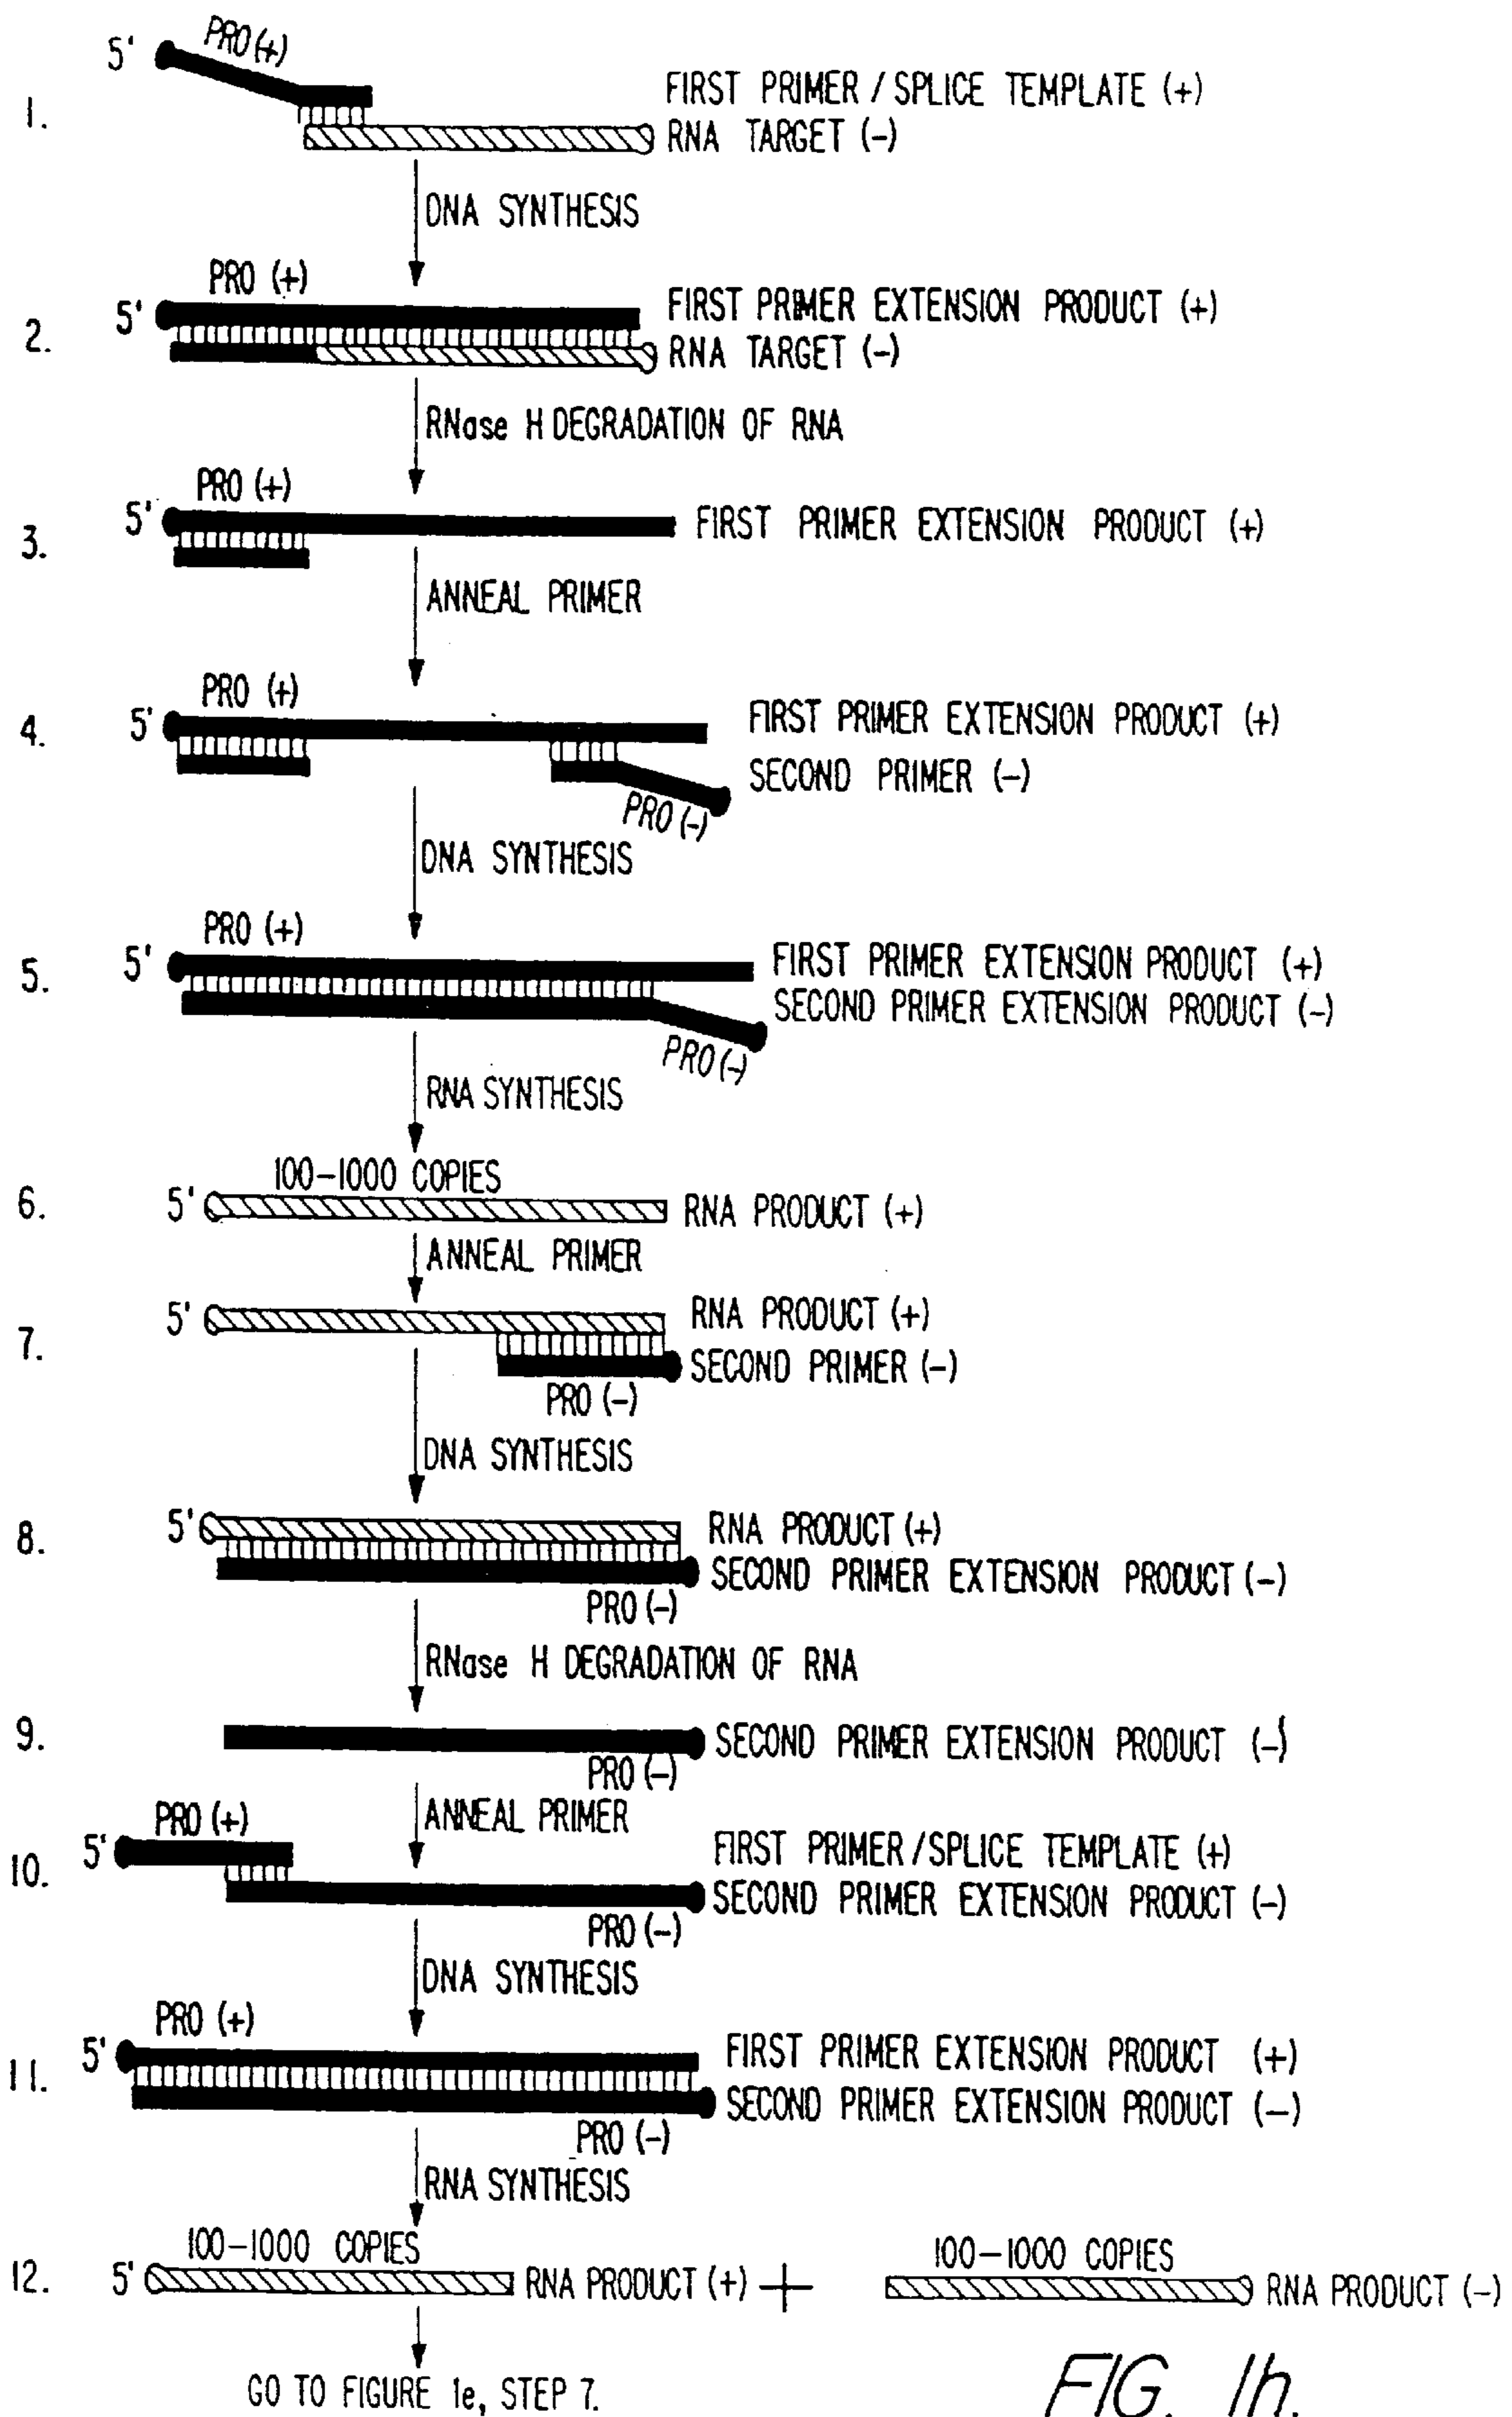 PRO (+)
5'
1.
FIRST PRIMER / SPLICE TEMPLATE (+)
RNA TARGET (-)
DNA SYNTHESIS
PRO (+)
5'
2.
FIRST PRIMER EXTENSION PRODUCT (+)
RNA TARGET (-)
RNase H DEGRADATION OF RNA
PRO (+)
5'
3.
FIRST PRIMER EXTENSION PRODUCT (+)
ANNEAL PRIMER
PRO (+)
5'
4.
FIRST PRIMER EXTENSION PRODUCT (+)
SECOND PRIMER (-)
PRO (-)
DNA SYNTHESIS
PRO (+)
5'
5.
FIRST PRIMER EXTENSION PRODUCT (+)
SECOND PRIMER EXTENSION PRODUCT (-)
PRO (-)
RNA SYNTHESIS
100-1000 COPIES
6.
5'
RNA PRODUCT (+)
ANNEAL PRIMER
5'
RNA PRODUCT (+)
7.
SECOND PRIMER (-)
PRO (-)
DNA SYNTHESIS
5'
RNA PRODUCT (+)
8.
SECOND PRIMER EXTENSION PRODUCT (-)
PRO (-)
RNase H DEGRADATION OF RNA
9.
SECOND PRIMER EXTENSION PRODUCT (-)
PRO (-)
ANNEAL PRIMER
PRO (+)
5'
10.
FIRST PRIMER / SPLICE TEMPLATE (+)
SECOND PRIMER EXTENSION PRODUCT (-)
PRO (-)
DNA SYNTHESIS
PRO (+)
5'
11.
FIRST PRIMER EXTENSION PRODUCT (+)
SECOND PRIMER EXTENSION PRODUCT (-)
PRO (-)
RNA SYNTHESIS
100-1000 COPIES
100-1000 COPIES
12.
5'
RNA PRODUCT (+) +
RNA PRODUCT (-)
GO TO FIGURE 1e, STEP 7.
FIG. 1h.